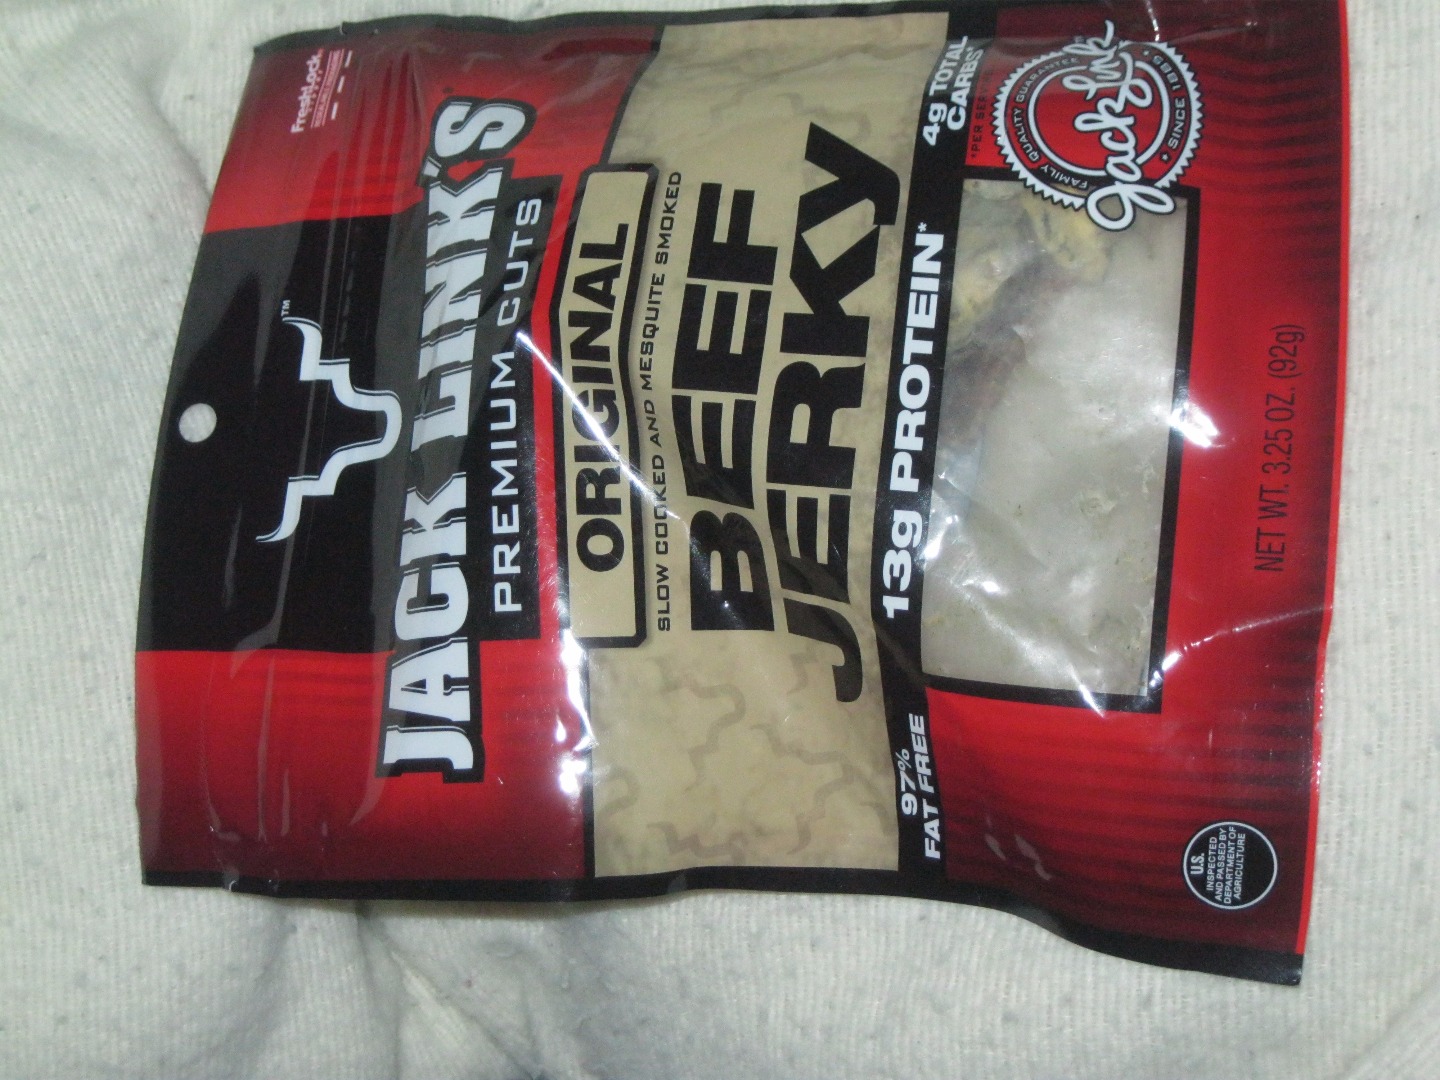 FreshLock
™
JACK LINK'S
PREMIUM CUTS
ORIGINAL
SLOW COOKED AND MESQUITE SMOKED
BEEF
JERKY
97%
FAT FREE
13g PROTEIN*
4g TOTAL
CARBS*
FAMILY QUALITY GUARANTEE
Jack Link
• SINCE 1885 •
NET WT. 3.25 OZ. (92g)
U.S.
INSPECTED
AND PASSED BY
DEPARTMENT OF
AGRICULTURE